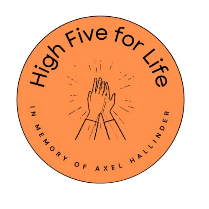 High Five for Life
IN MEMORY OF AXEL HALLINDER